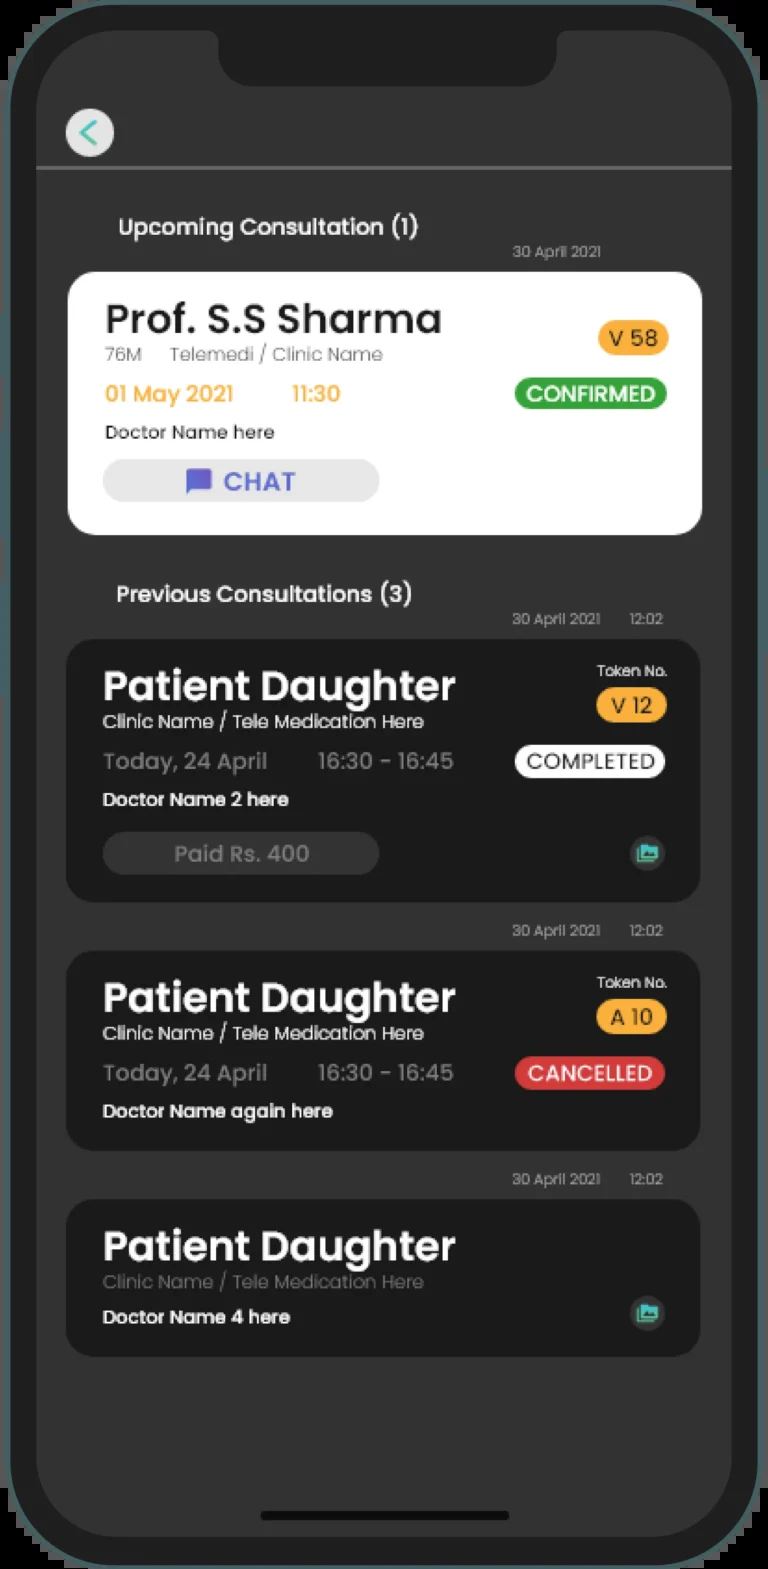 Upcoming Consultation (1)
30 April 2021
Prof. S.S Sharma
V 58
76M Telemedi / Clinic Name
01 May 2021 11:30
CONFIRMED
Doctor Name here
CHAT
Previous Consultations (3)
30 April 2021 12:02
Token No.
Patient Daughter
V 12
Clinic Name / Tele Medication Here
Today, 24 April 16:30 - 16:45
COMPLETED
Doctor Name 2 here
Paid Rs. 400
30 April 2021 12:02
Token No.
Patient Daughter
A 10
Clinic Name / Tele Medication Here
Today, 24 April 16:30 - 16:45
CANCELLED
Doctor Name again here
30 April 2021 12:02
Patient Daughter
Clinic Name / Tele Medication Here
Doctor Name 4 here